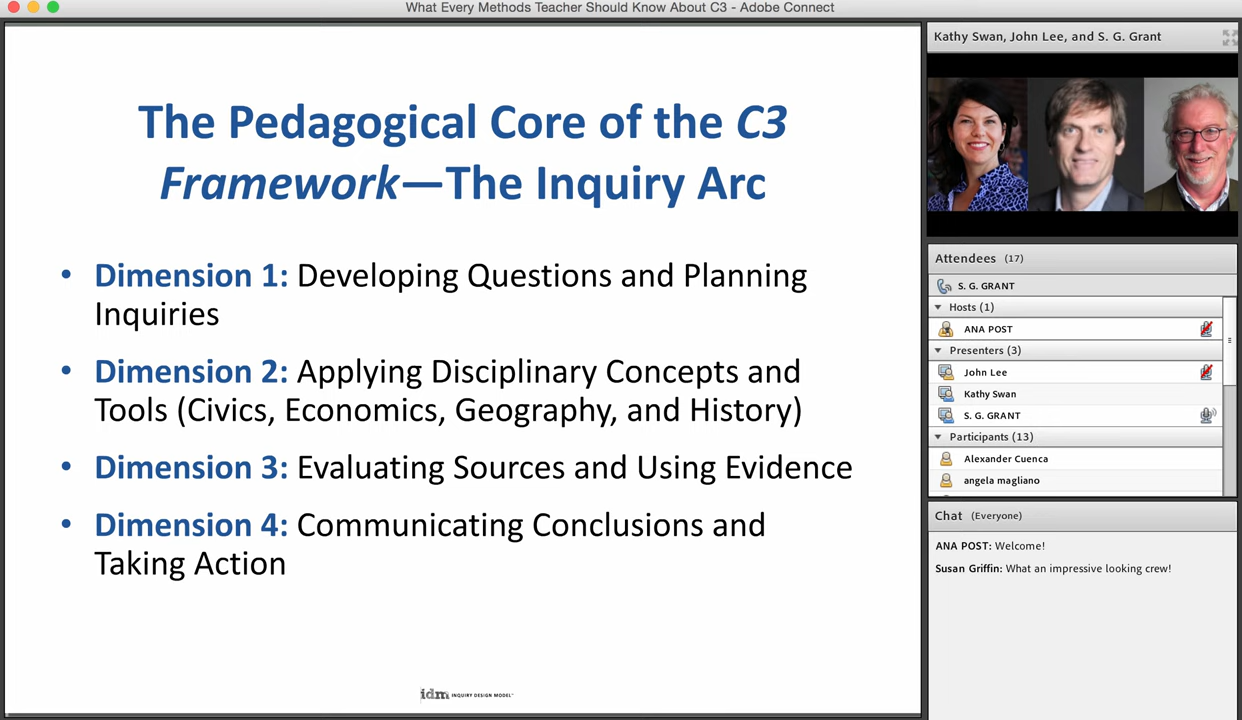 What Every Methods Teacher Should Know About C3 - Adobe Connect
The Pedagogical Core of the C3
Framework—The Inquiry Arc
• Dimension 1: Developing Questions and Planning
Inquiries
• Dimension 2: Applying Disciplinary Concepts and
Tools (Civics, Economics, Geography, and History)
• Dimension 3: Evaluating Sources and Using Evidence
• Dimension 4: Communicating Conclusions and
Taking Action
idm INQUIRY DESIGN MODEL™
Kathy Swan, John Lee, and S. G. Grant
Attendees (17)
S. G. GRANT
Hosts (1)
ANA POST
Presenters (3)
John Lee
Kathy Swan
S. G. GRANT
Participants (13)
Alexander Cuenca
angela magliano
Chat (Everyone)
ANA POST: Welcome!
Susan Griffin: What an impressive looking crew!